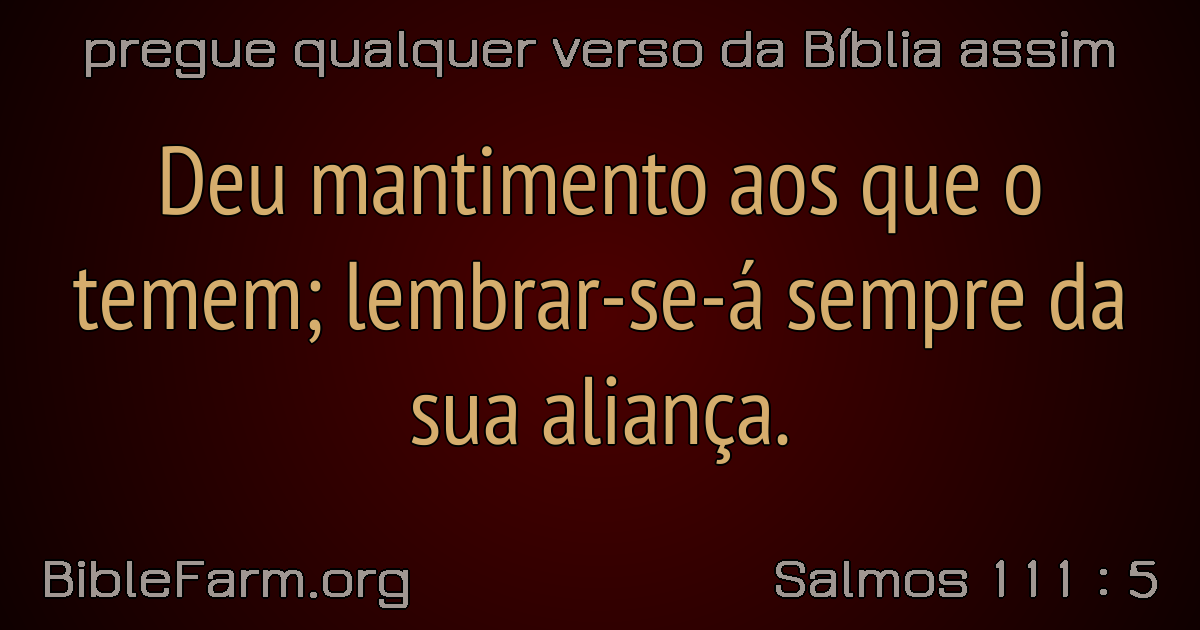 pregue qualquer verso da Bíblia assim
Deu mantimento aos que o
temem; lembrar-se-á sempre da
sua aliança.
BibleFarm.org
Salmos 111 : 5